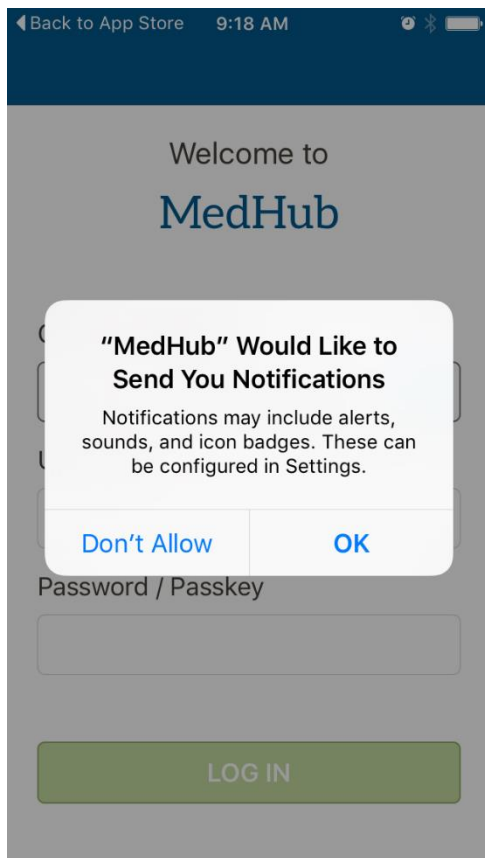 Back to App Store 9:18 AM
Welcome to
MedHub
“MedHub” Would Like to
Send You Notifications
Notifications may include alerts,
sounds, and icon badges. These can
be configured in Settings.
Don’t Allow OK
Password / Passkey
LOG IN